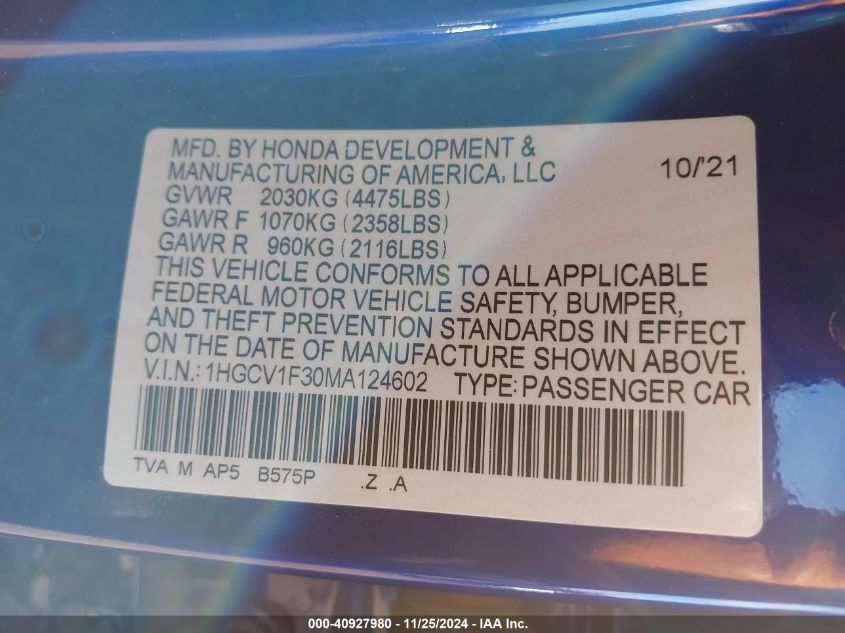 MFD. BY HONDA DEVELOPMENT &
MANUFACTURING OF AMERICA, LLC 10/'21
GVWR 2030KG (4475LBS)
GAWR F 1070KG (2358LBS)
GAWR R 960KG (2116LBS)
THIS VEHICLE CONFORMS TO ALL APPLICABLE
FEDERAL MOTOR VEHICLE SAFETY, BUMPER,
AND THEFT PREVENTION STANDARDS IN EFFECT
ON THE DATE OF MANUFACTURE SHOWN ABOVE.
V.I.N.: 1HGCV1F30MA124602 TYPE: PASSENGER CAR
TVA M AP5 B575P .Z .A
000-40927980 - 11/25/2024 - IAA Inc.